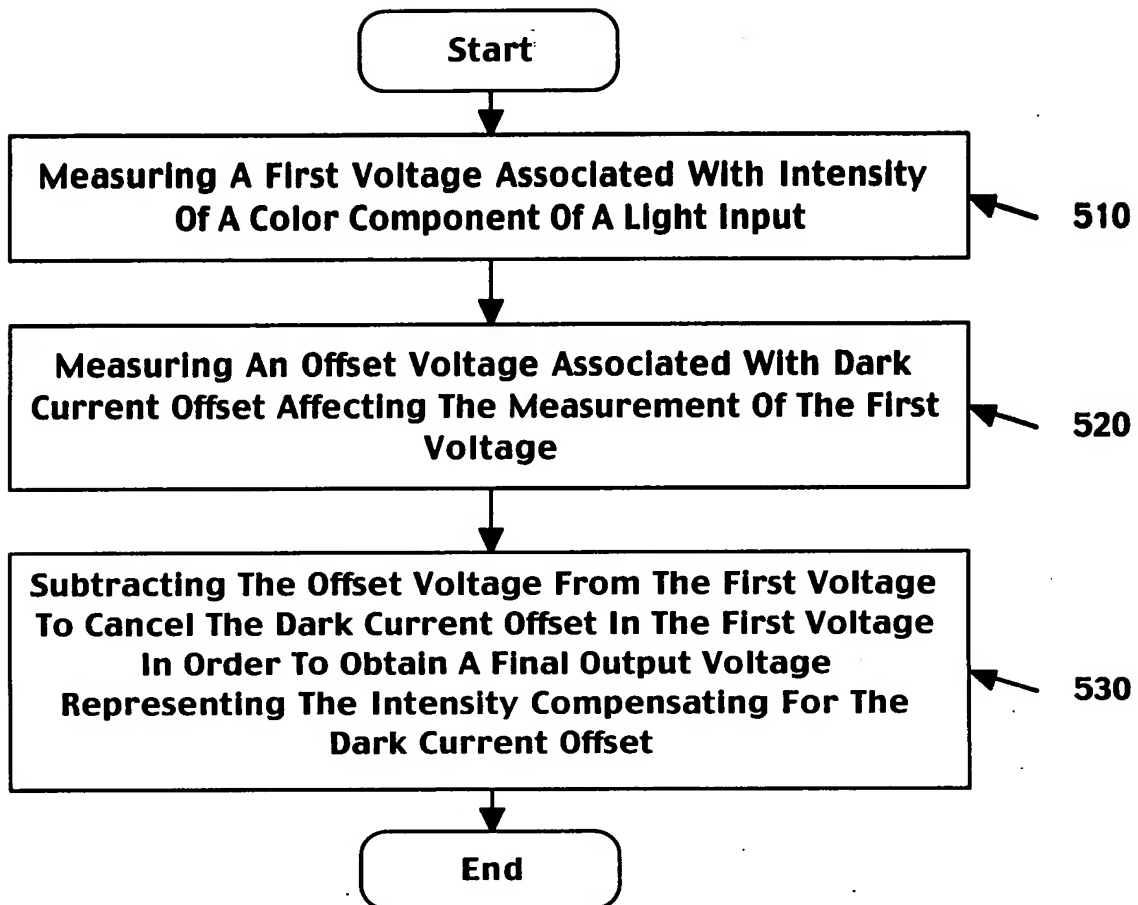 Start
Measuring A First Voltage Associated With Intensity
Of A Color Component Of A Light Input
510
Measuring An Offset Voltage Associated With Dark
Current Offset Affecting The Measurement Of The First
Voltage
520
Subtracting The Offset Voltage From The First Voltage
To Cancel The Dark Current Offset In The First Voltage
In Order To Obtain A Final Output Voltage
Representing The Intensity Compensating For The
Dark Current Offset
530
End